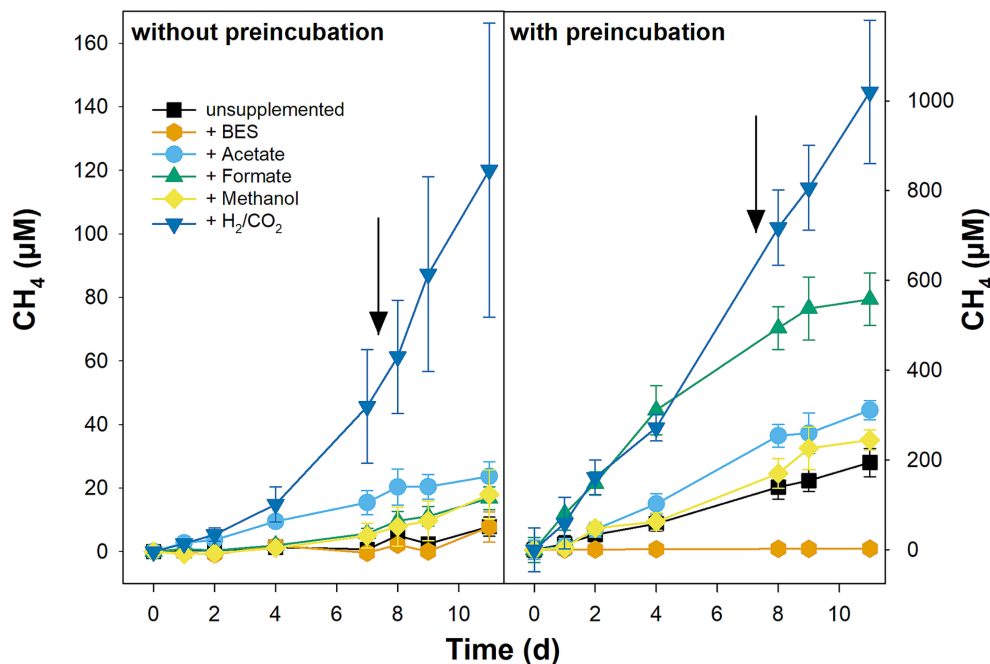 without preincubation
with preincubation
unsupplemented
+ BES
+ Acetate
+ Formate
+ Methanol
+ H₂/CO₂
CH₄ (µM)
160
140
120
100
80
60
40
20
0
0 2 4 6 8 10
0 2 4 6 8 10
Time (d)
1000
800
600
400
200
0
CH₄ (µM)